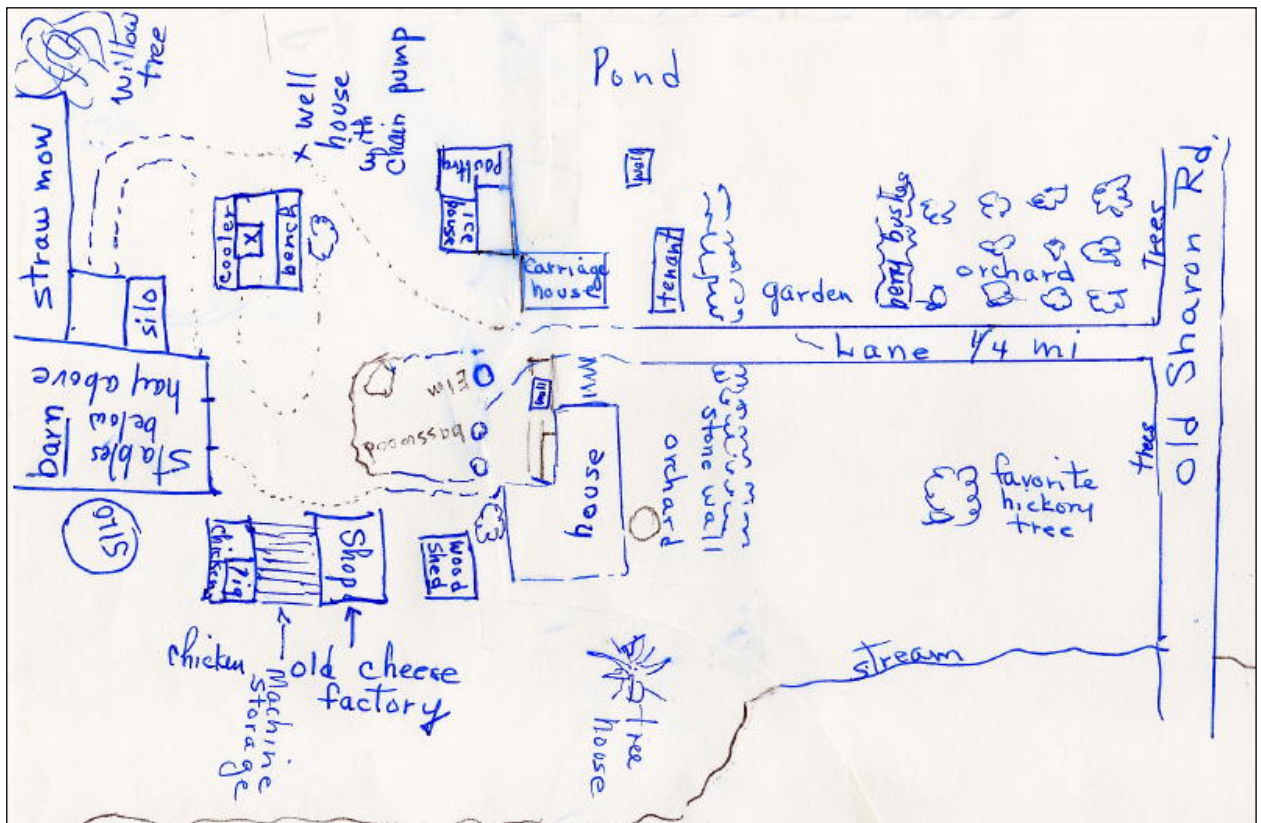 willow
tree
straw mow
x well
house
with
chain pump
Pond
cooler
X
bench
Poultry
ice
house
Carriage
house
well
tenant
garden
berry bushes
orchard
Trees
Old Sharon Rd.
silo
Lane 1/4 mi
hay above
Stables
below
barn
Silo
Elm
basswood
well
house
orchard
stone wall
favorite
hickory
tree
trees
chickens
Pig
Shop
wood
shed
chicken
Machine
storage
old cheese
factory
tree
house
stream